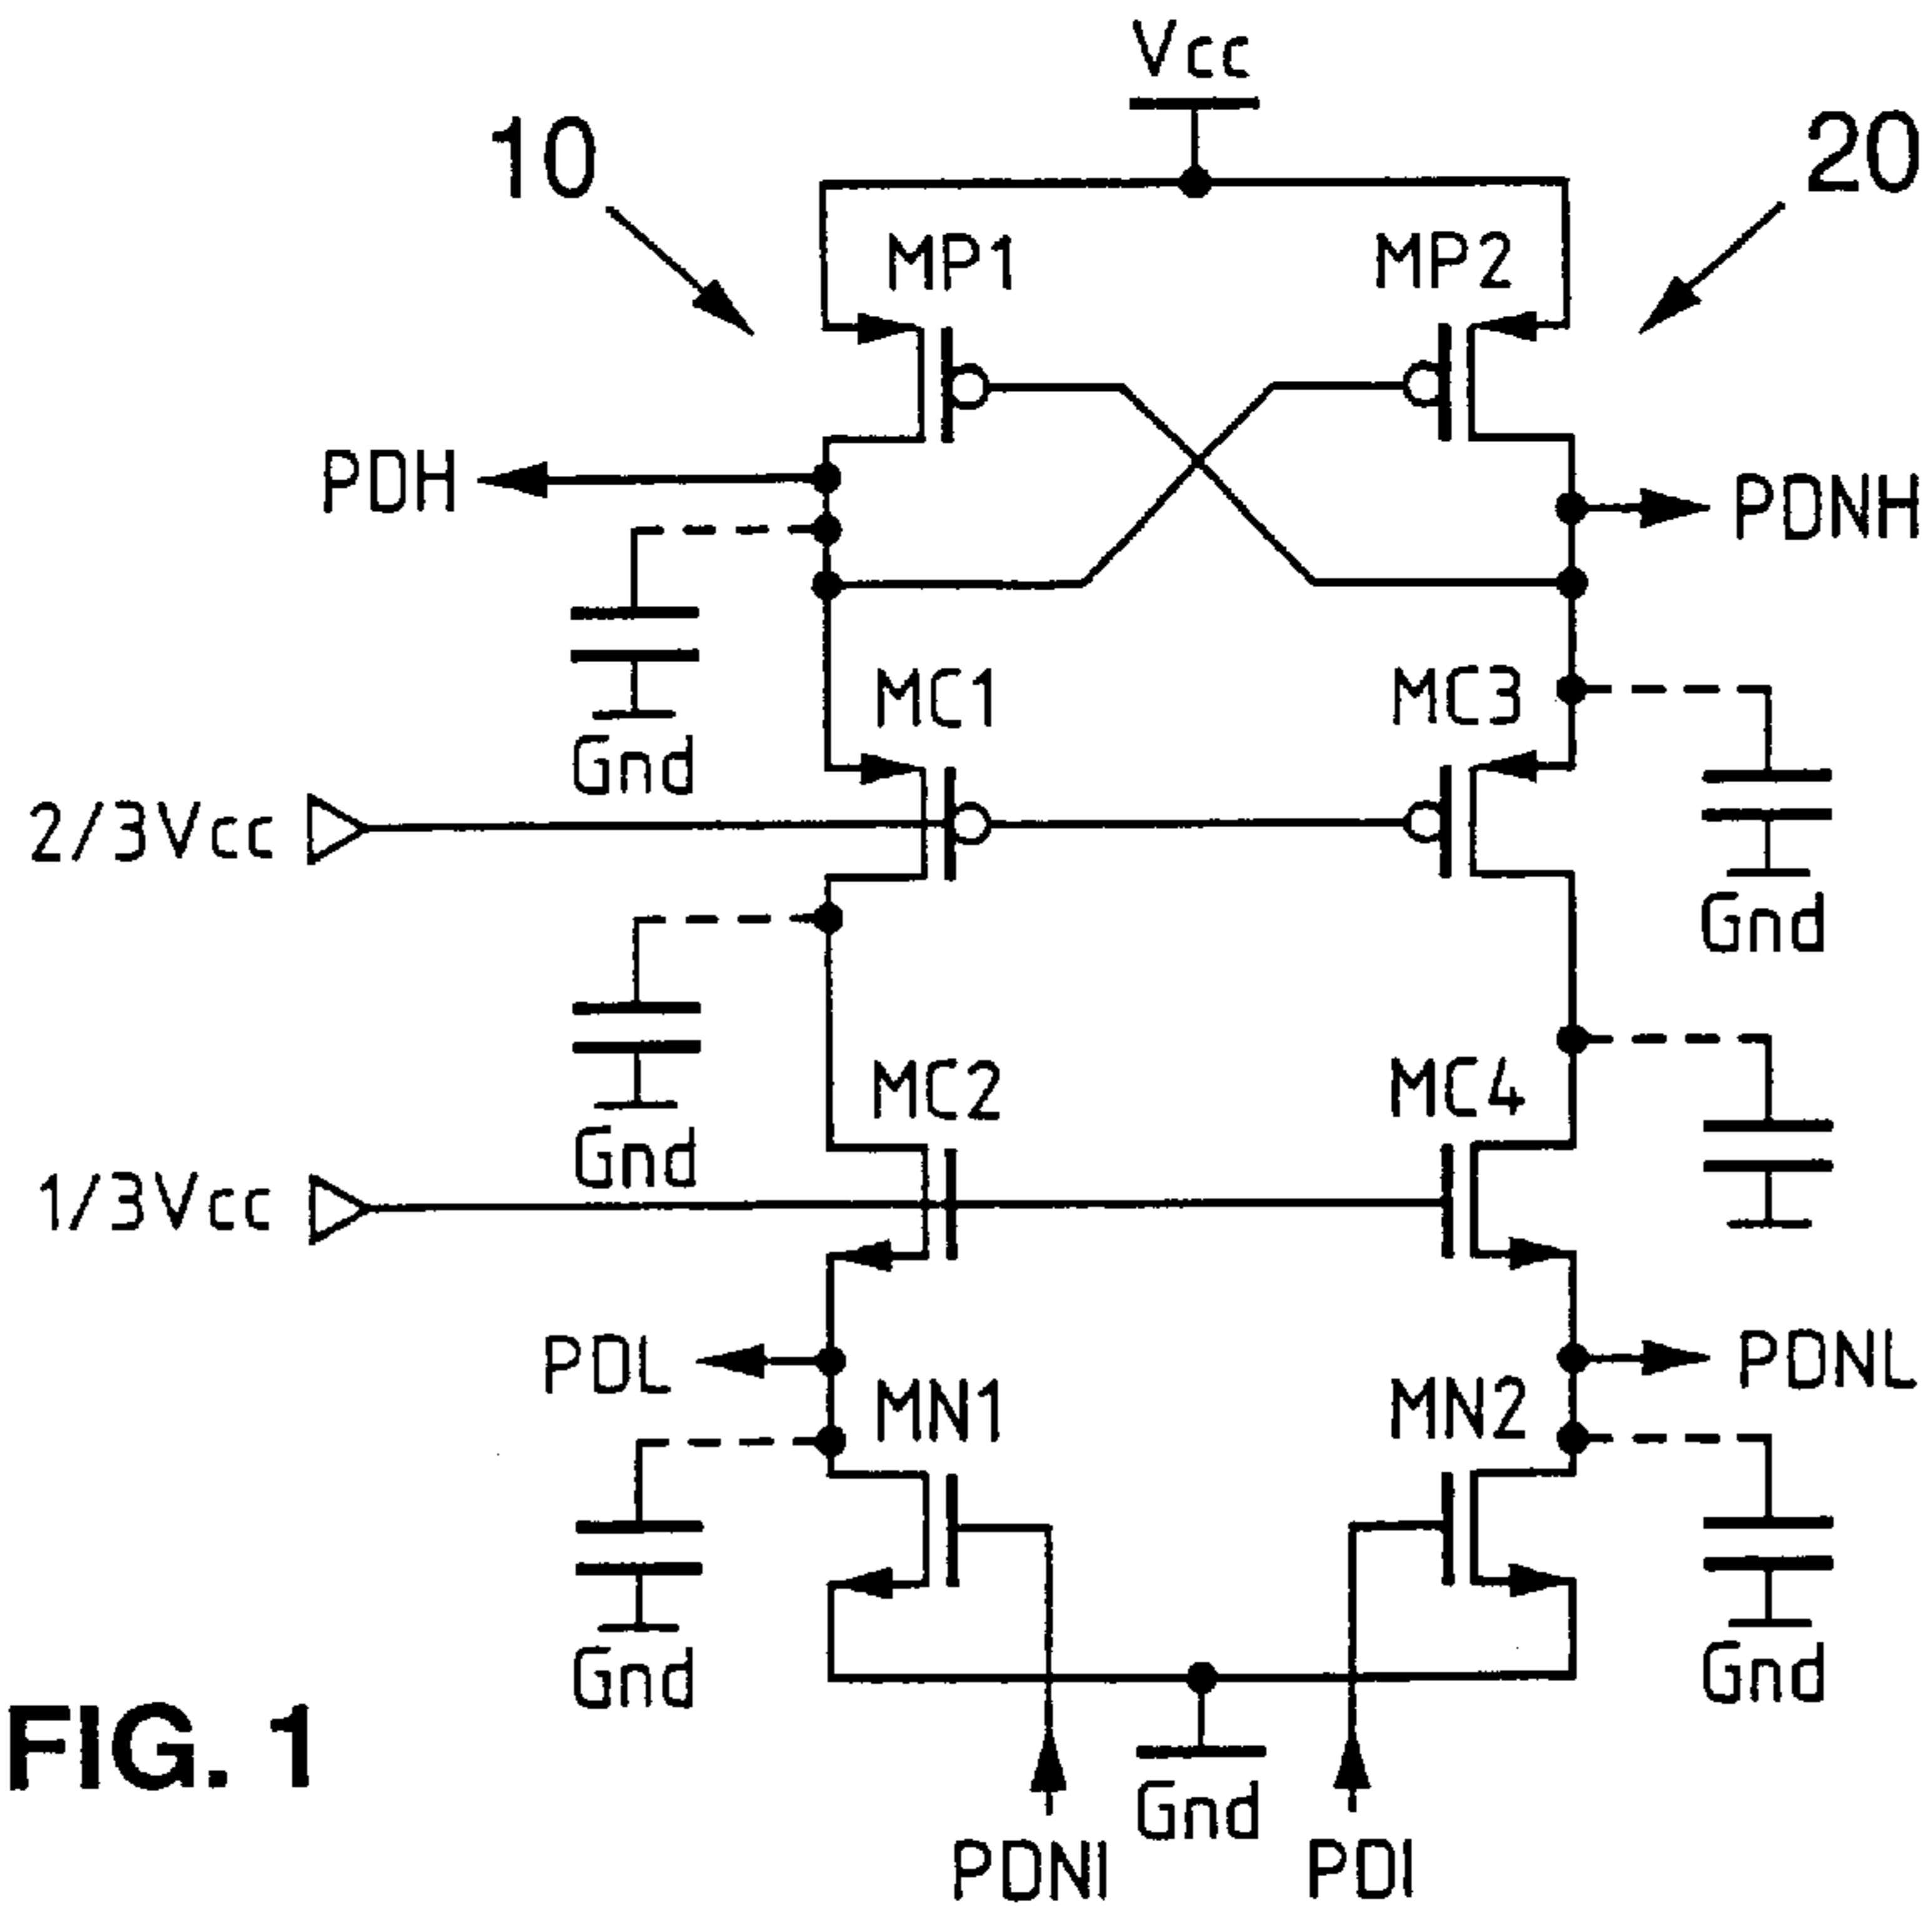 Vcc
10
20
MP1
MP2
PDH
PDNH
MC1
MC3
Gnd
2/3Vcc
Gnd
MC2
MC4
Gnd
1/3Vcc
PDL
PDNL
MN1
MN2
Gnd
Gnd
FIG. 1
Gnd
PDNI
PDI